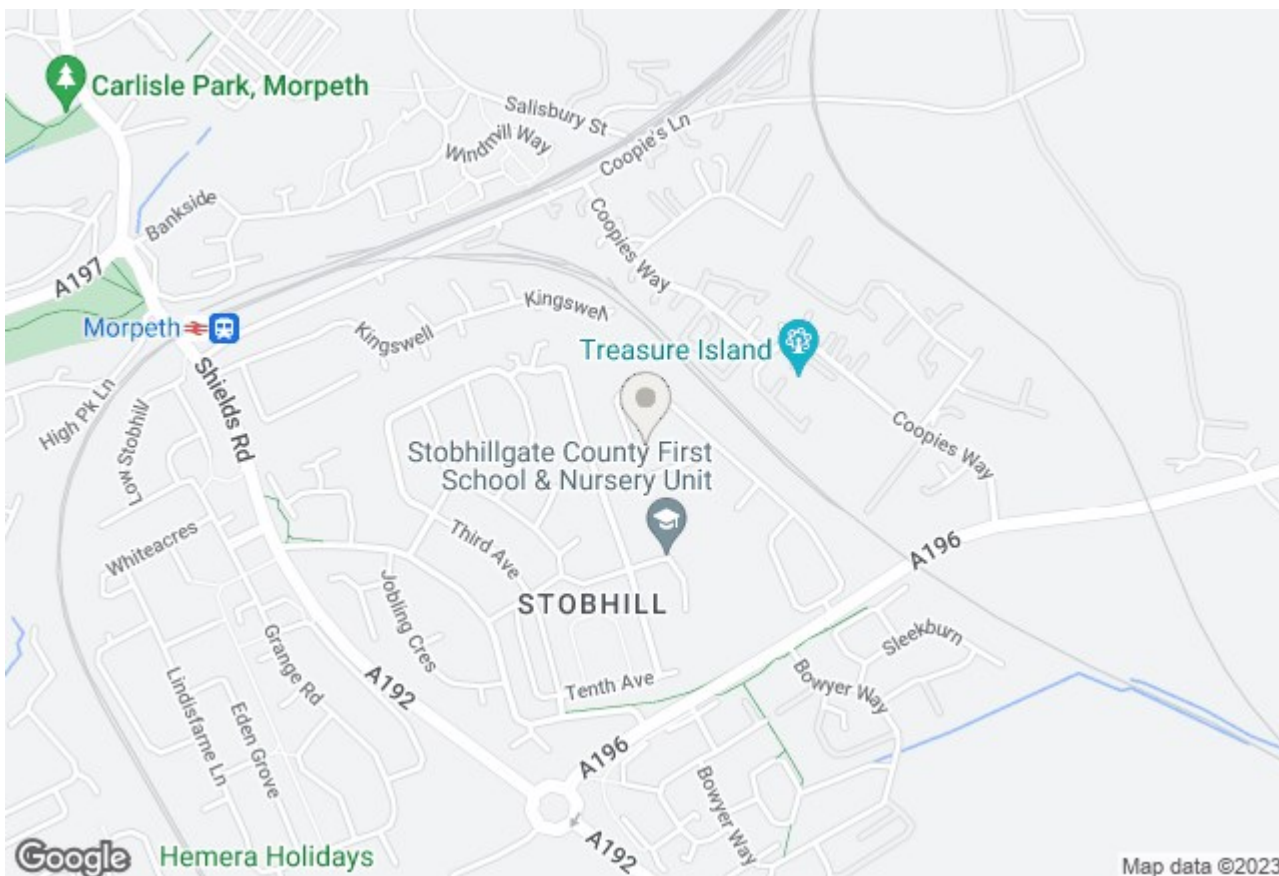 Carlisle Park, Morpeth
Salisbury St
Windmill Way
Coopie's Ln
Bankside
Coopies Way
A197
Kingswell
Kingswell
Morpeth
Treasure Island
Shields Rd
High Pk Ln
Low Stobhill
Stobhillgate County First
School & Nursery Unit
Coopies Way
Third Ave
Whiteacres
A196
Jobling Cres
STOBHILL
Grange Rd
Sleekburn
Tenth Ave
Bowyer Way
A192
Lindisfarne Ln
Eden Grove
A196
Bowyer Way
A192
Google
Hemera Holidays
Map data ©2023